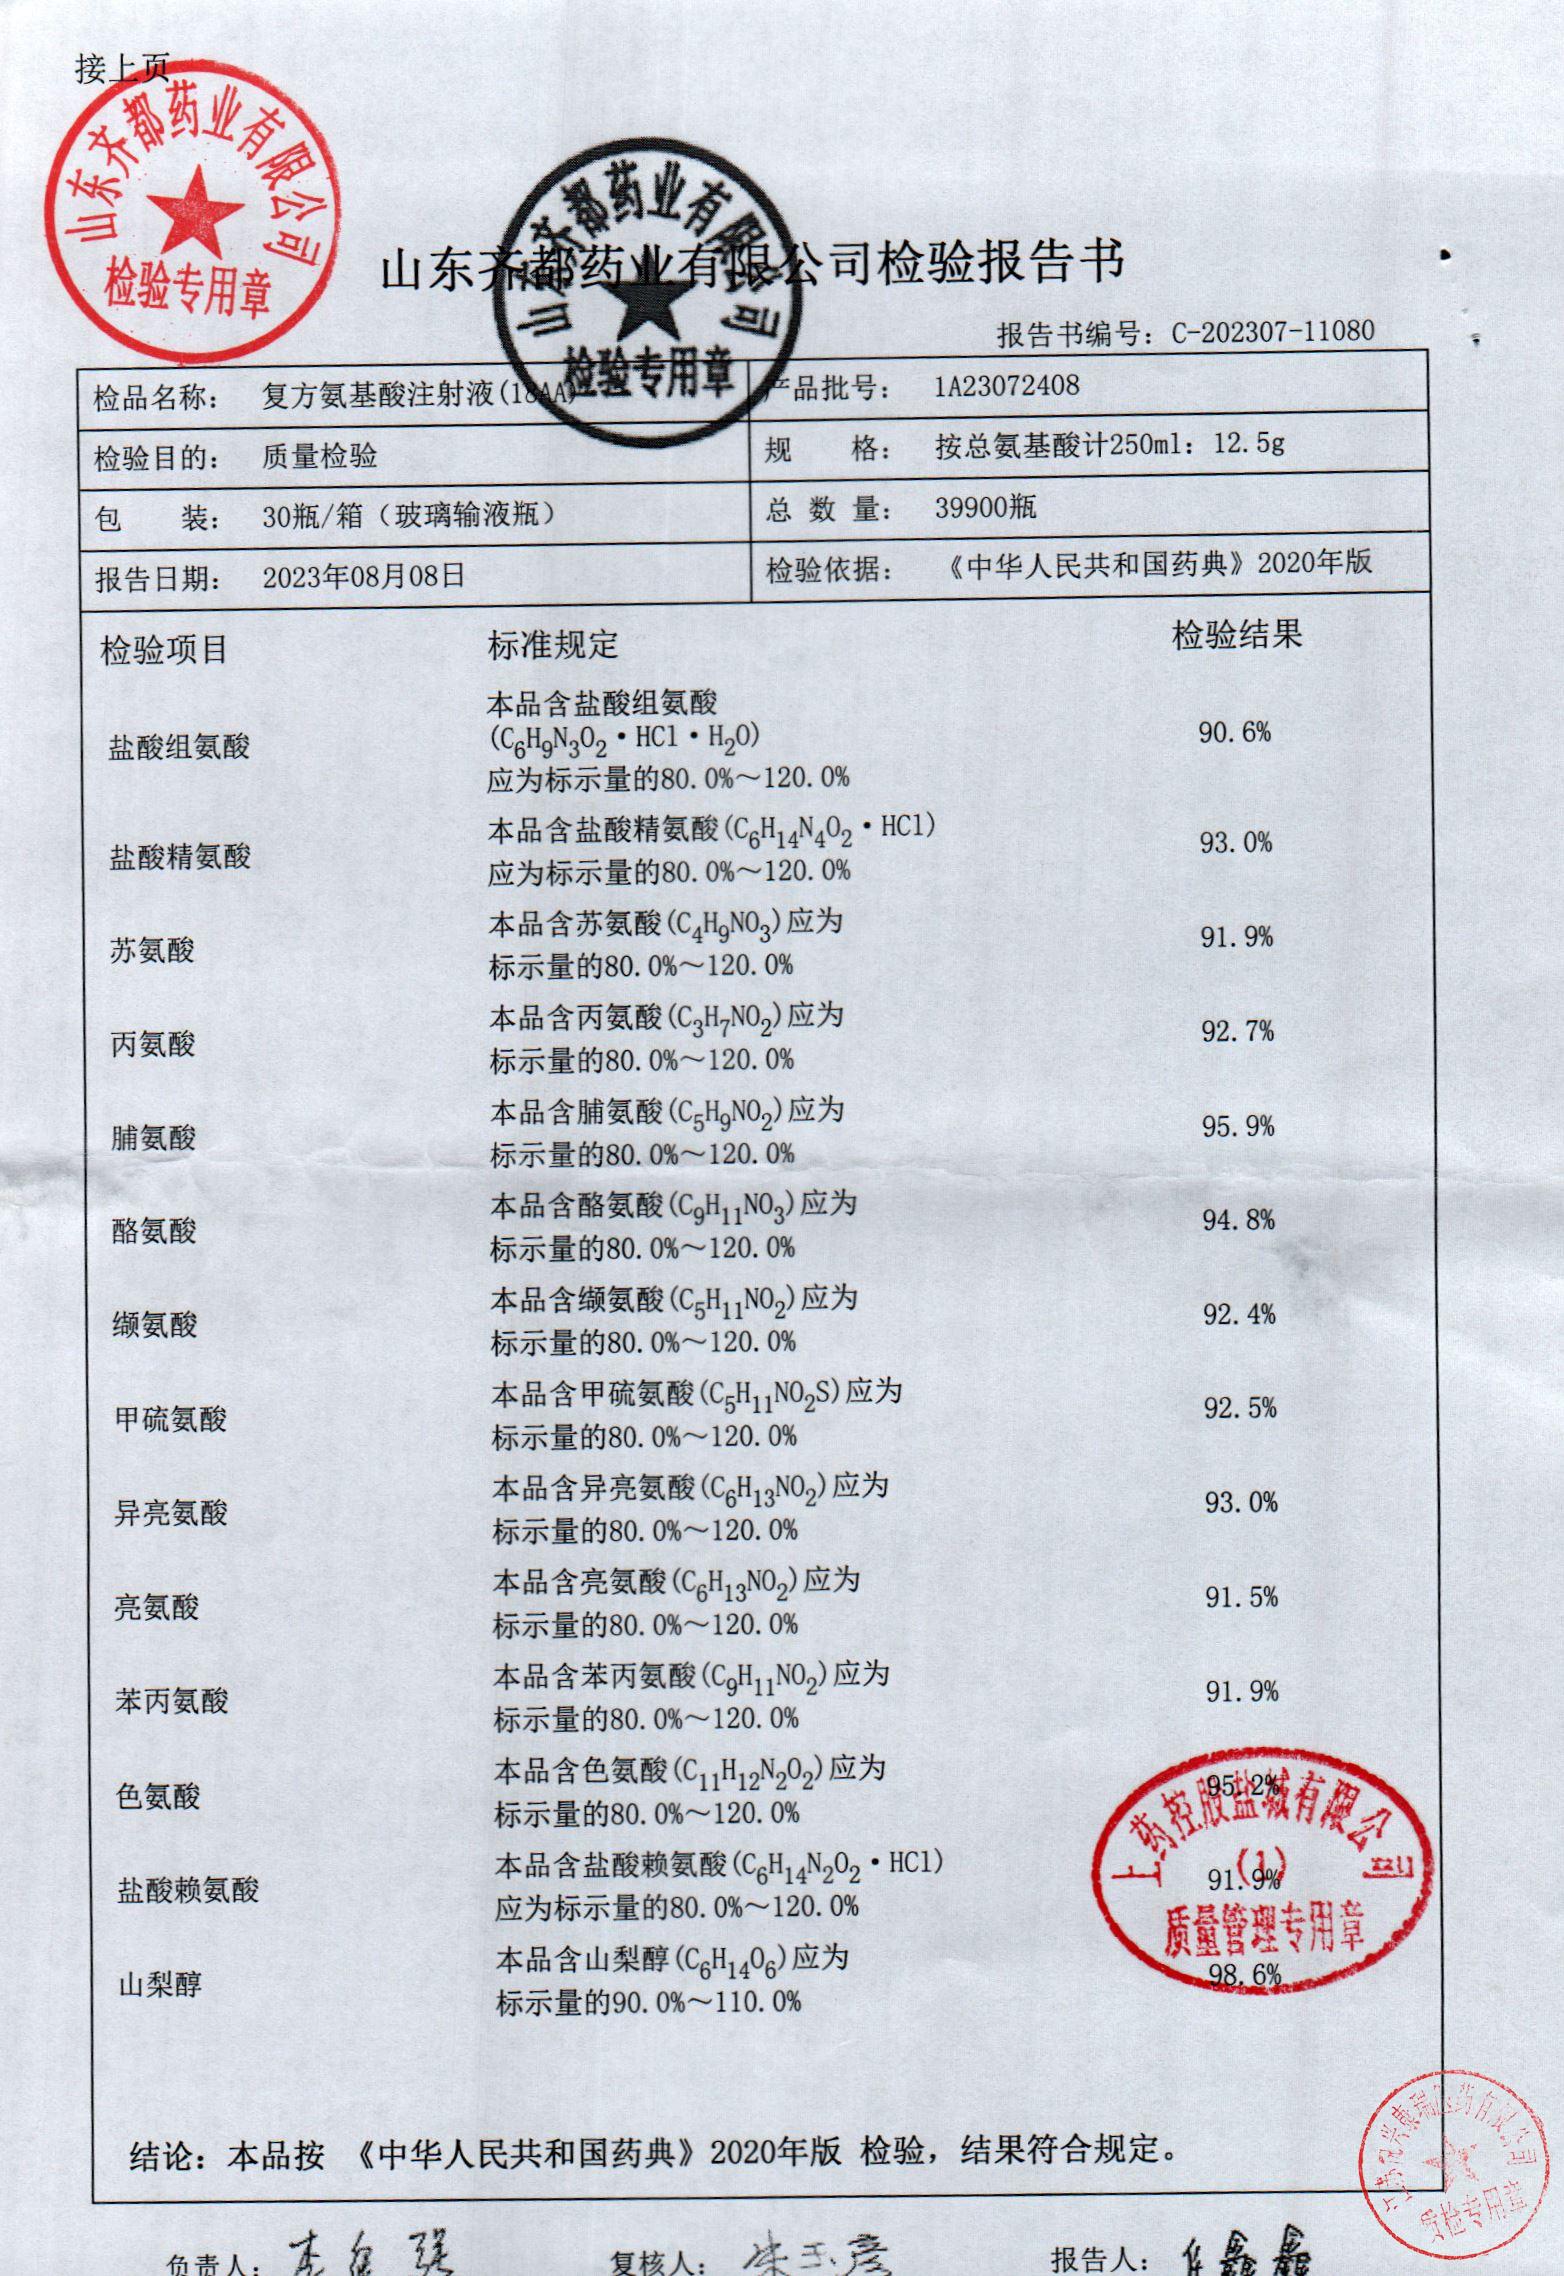 接上页
山东齐都药业有限公司
检验专用章
山东齐都药业有限公司
检验专用章
山东齐都药业有限公司检验报告书
报告书编号：C-202307-11080
检品名称： 复方氨基酸注射液(18AA) 产品批号： 1A23072408
检验目的： 质量检验 规 格： 按总氨基酸计250ml：12.5g
包 装： 30瓶/箱（玻璃输液瓶） 总 数 量： 39900瓶
报告日期： 2023年08月08日 检验依据： 《中华人民共和国药典》2020年版
检验项目 标准规定 检验结果
本品含盐酸组氨酸
盐酸组氨酸 (C₆H₉N₃O₂·HCl·H₂O) 90.6%
应为标示量的80.0%～120.0%
盐酸精氨酸 本品含盐酸精氨酸(C₆H₁₄N₄O₂·HCl) 93.0%
应为标示量的80.0%～120.0%
苏氨酸 本品含苏氨酸(C₄H₉NO₃)应为 91.9%
标示量的80.0%～120.0%
丙氨酸 本品含丙氨酸(C₃H₇NO₂)应为 92.7%
标示量的80.0%～120.0%
脯氨酸 本品含脯氨酸(C₅H₉NO₂)应为 95.9%
标示量的80.0%～120.0%
酪氨酸 本品含酪氨酸(C₉H₁₁NO₃)应为 94.8%
标示量的80.0%～120.0%
缬氨酸 本品含缬氨酸(C₅H₁₁NO₂)应为 92.4%
标示量的80.0%～120.0%
甲硫氨酸 本品含甲硫氨酸(C₅H₁₁NO₂S)应为 92.5%
标示量的80.0%～120.0%
异亮氨酸 本品含异亮氨酸(C₆H₁₃NO₂)应为 93.0%
标示量的80.0%～120.0%
亮氨酸 本品含亮氨酸(C₆H₁₃NO₂)应为 91.5%
标示量的80.0%～120.0%
苯丙氨酸 本品含苯丙氨酸(C₉H₁₁NO₂)应为 91.9%
标示量的80.0%～120.0%
色氨酸 本品含色氨酸(C₁₁H₁₂N₂O₂)应为 95.2%
标示量的80.0%～120.0%
盐酸赖氨酸 本品含盐酸赖氨酸(C₆H₁₄N₂O₂·HCl) 91.9%
应为标示量的80.0%～120.0%
山梨醇 本品含山梨醇(C₆H₁₄O₆)应为 98.6%
标示量的90.0%～110.0%
上药控股盐城有限公司
(1)
质量管理专用章
结论：本品按 《中华人民共和国药典》2020年版 检验，结果符合规定。
质检专用章
负责人： 复核人： 报告人：